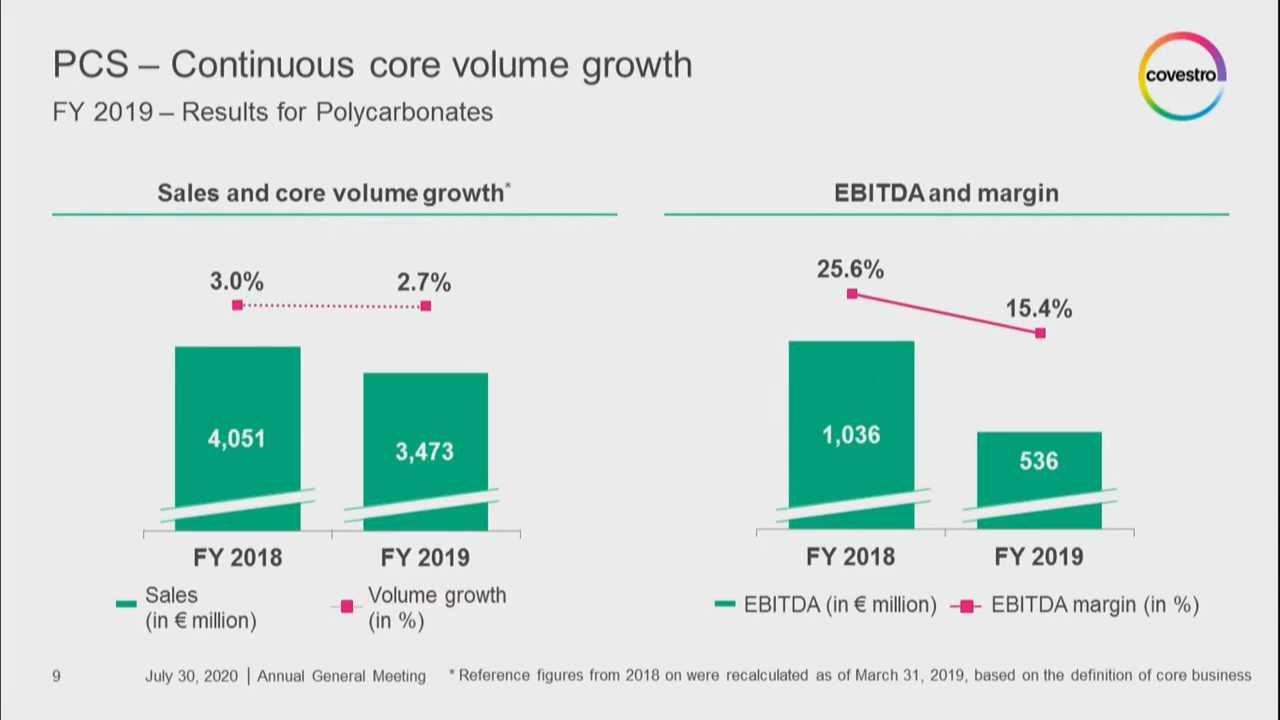 PCS – Continuous core volume growth
FY 2019 – Results for Polycarbonates
covestro
Sales and core volume growth*
3.0%
2.7%
4,051
3,473
FY 2018
FY 2019
Sales
(in € million)
Volume growth
(in %)
EBITDA and margin
25.6%
15.4%
1,036
536
FY 2018
FY 2019
EBITDA (in € million)
EBITDA margin (in %)
9
July 30, 2020 | Annual General Meeting
* Reference figures from 2018 on were recalculated as of March 31, 2019, based on the definition of core business